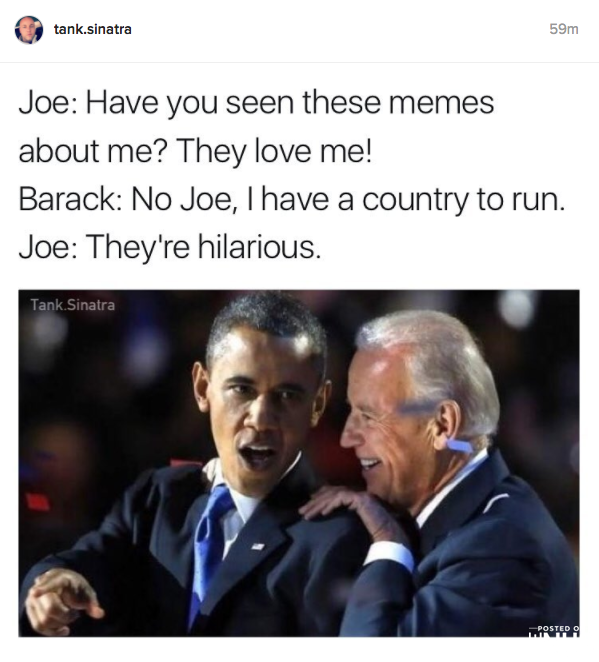 tank.sinatra 59m
Joe: Have you seen these memes
about me? They love me!
Barack: No Joe, I have a country to run.
Joe: They're hilarious.
Tank.Sinatra
POSTED O